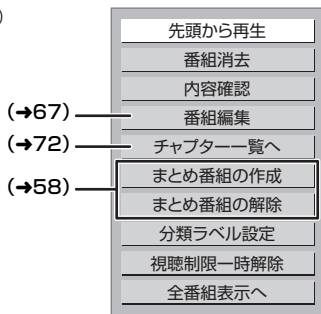 )
先頭から再生
番組消去
内容確認
(➔67) 番組編集
(➔72) チャプター一覧へ
(➔58) まとめ番組の作成
まとめ番組の解除
分類ラベル設定
視聴制限一時解除
全番組表示へ